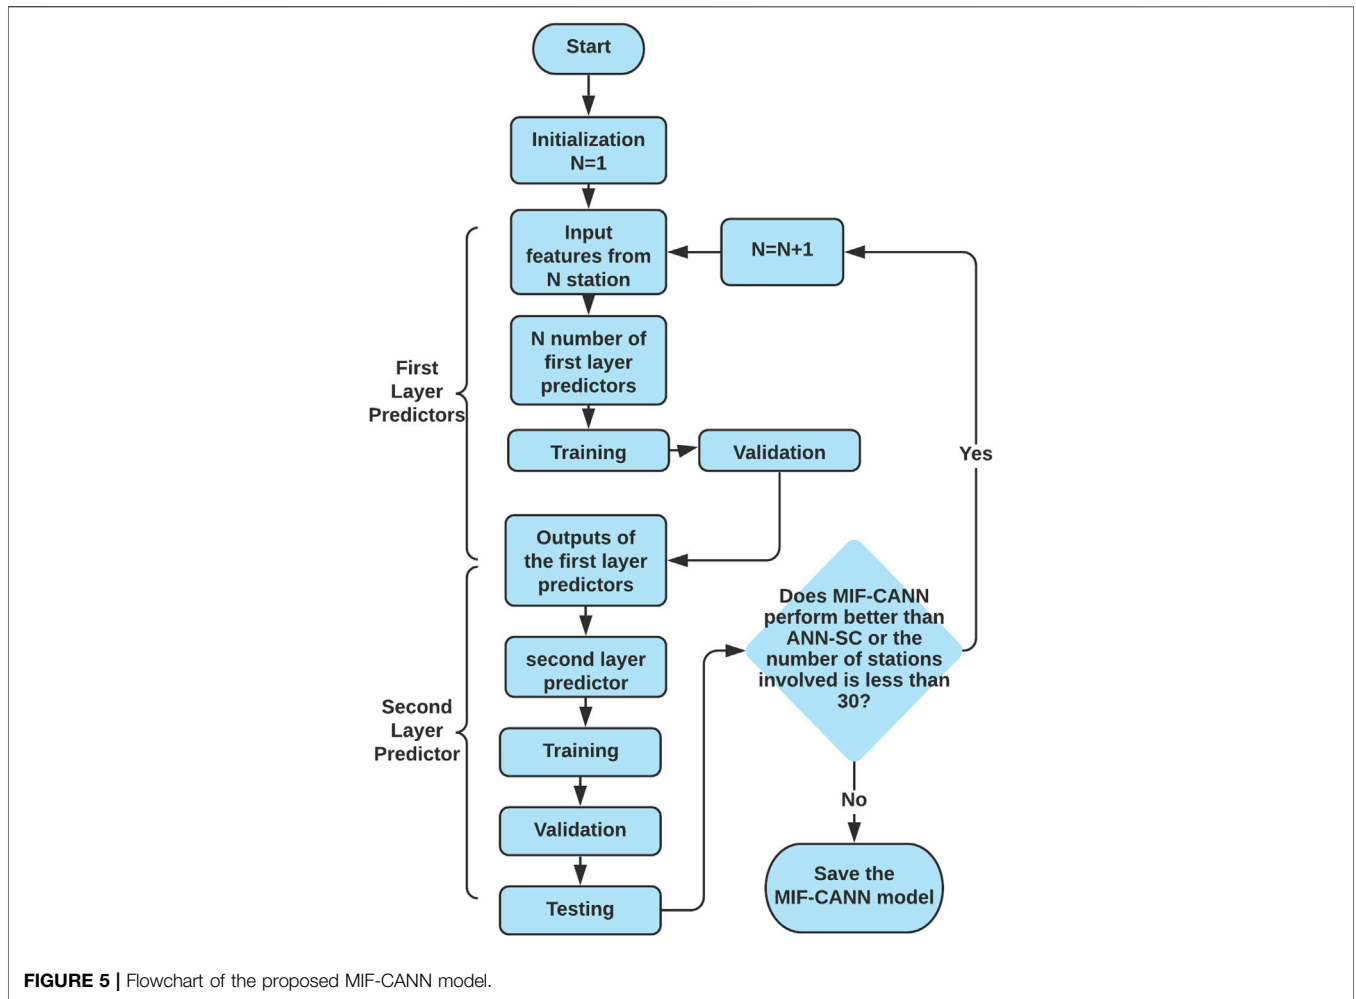 Start
Initialization
N=1
Input
features from
N station
N=N+1
N number of
first layer
predictors
First
Layer
Predictors
Training
Validation
Yes
Outputs of
the first layer
predictors
Does MIF-CANN
perform better than
ANN-SC or the
number of stations
involved is less than
30?
second layer
predictor
Second
Layer
Predictor
Training
Validation
Testing
No
Save the
MIF-CANN model
FIGURE 5 | Flowchart of the proposed MIF-CANN model.